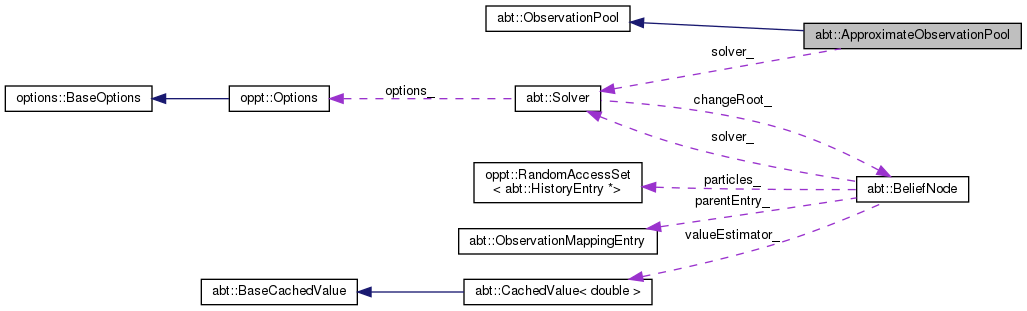 abt::ObservationPool
abt::ApproximateObservationPool
solver_
options::BaseOptions
oppt::Options
options_
abt::Solver
changeRoot_
solver_
oppt::RandomAccessSet
< abt::HistoryEntry *>
particles_
abt::BeliefNode
parentEntry_
abt::ObservationMappingEntry
valueEstimator_
abt::BaseCachedValue
abt::CachedValue< double >